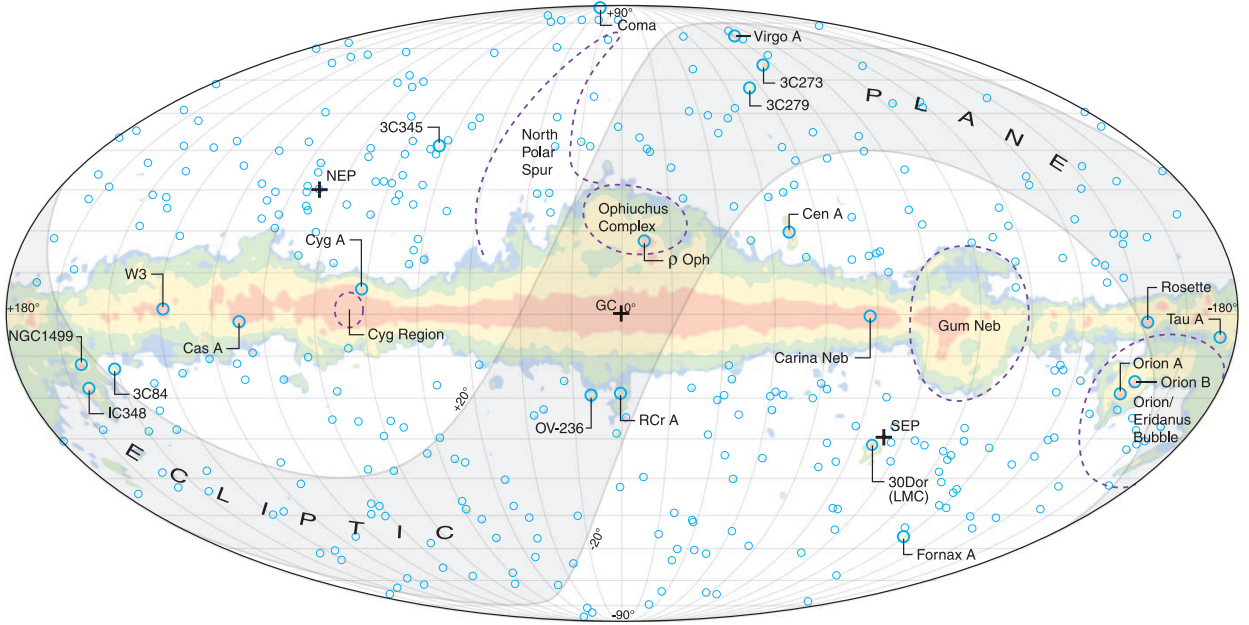 +90°
Coma
Virgo A
3C273
3C279
P L A N E
3C345
North
Polar
Spur
NEP
Ophiuchus
Complex
Cen A
Cyg A
ρ Oph
W3
+180°
GC
0°
Rosette
-180°
Tau A
NGC1499
Cas A
Cyg Region
Carina Neb
Gum Neb
Orion A
Orion B
3C84
IC348
Orion/
Eridanus
Bubble
+20°
OV-236
RCr A
SEP
E C L I P T I C
30Dor
(LMC)
-20°
Fornax A
-90°